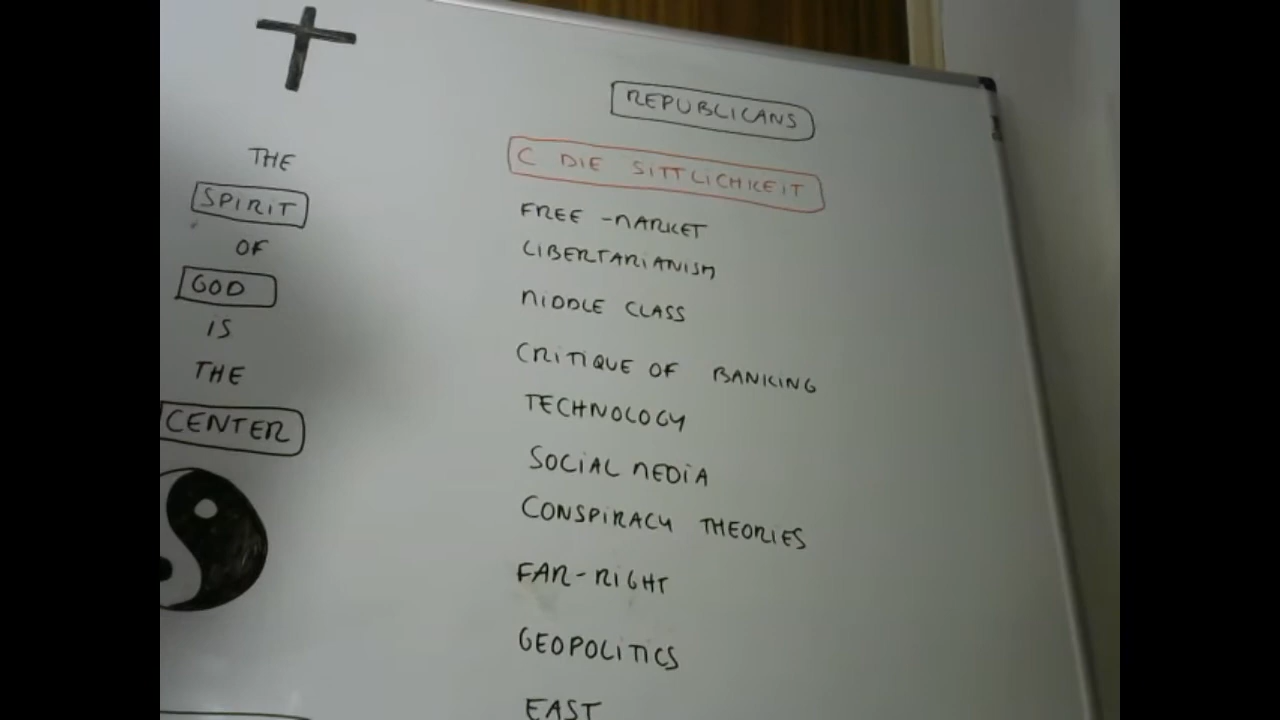 THE
SPIRIT
OF
GOD
IS
THE
CENTER
REPUBLICANS
C DIE SITTLICHKEIT
FREE-MARKET
LIBERTARIANISM
MIDDLE CLASS
CRITIQUE OF BANKING
TECHNOLOGY
SOCIAL MEDIA
CONSPIRACY THEORIES
FAR-RIGHT
GEOPOLITICS
EAST